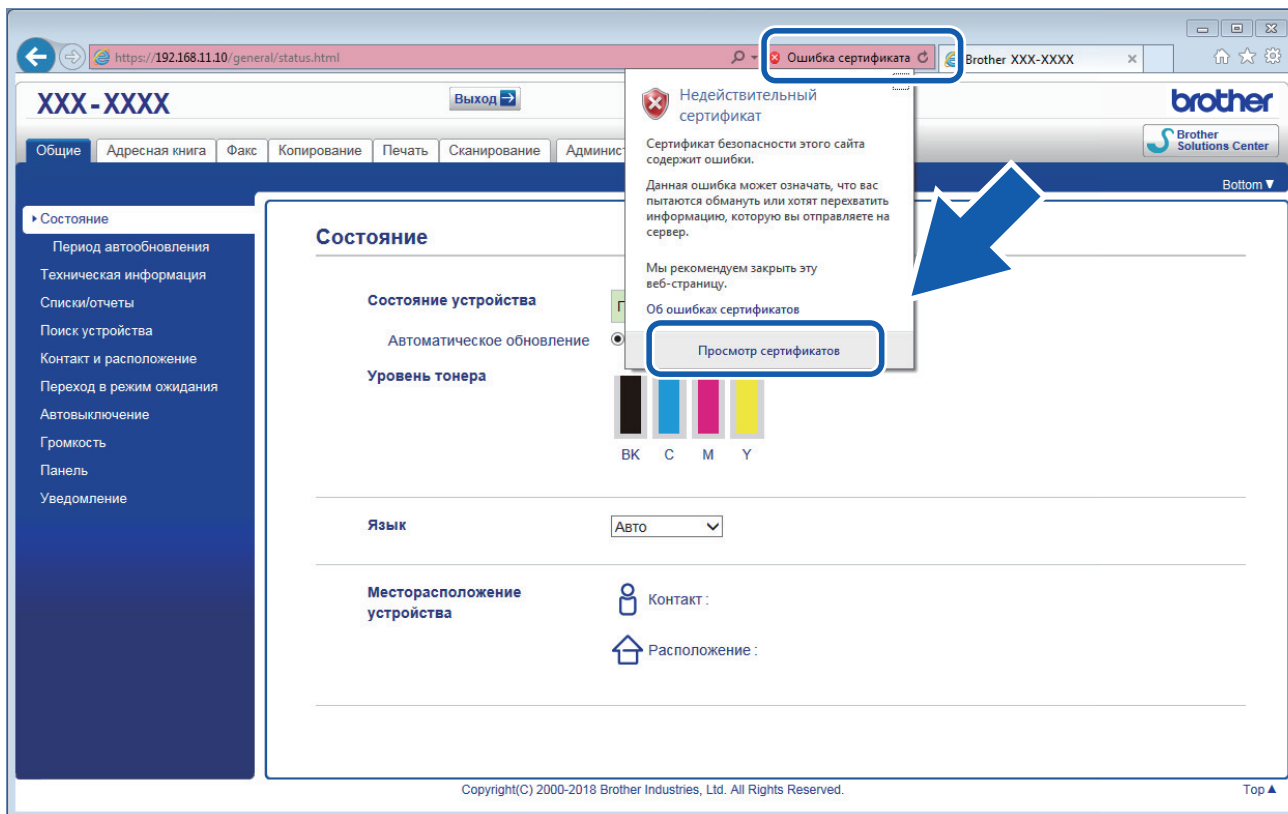 https://192.168.11.10/general/status.html
Ошибка сертификата
Brother XXX-XXXX
XXX-XXXX
Выход
brother
Brother
Solutions Center
Общие
Адресная книга
Факс
Копирование
Печать
Сканирование
Админис
Bottom▼
Недействительный
сертификат
Сертификат безопасности этого сайта
содержит ошибки.
Данная ошибка может означать, что вас
пытаются обмануть или хотят перехватить
информацию, которую вы отправляете на
сервер.
Мы рекомендуем закрыть эту
веб-страницу.
Об ошибках сертификатов
Просмотр сертификатов
Состояние
Период автообновления
Техническая информация
Списки/отчеты
Поиск устройства
Контакт и расположение
Переход в режим ожидания
Автовыключение
Громкость
Панель
Уведомление
Состояние
Состояние устройства
Автоматическое обновление
Уровень тонера
BK C M Y
Язык
Авто
Месторасположение
устройства
Контакт :
Расположение :
Copyright(C) 2000-2018 Brother Industries, Ltd. All Rights Reserved.
Top▲